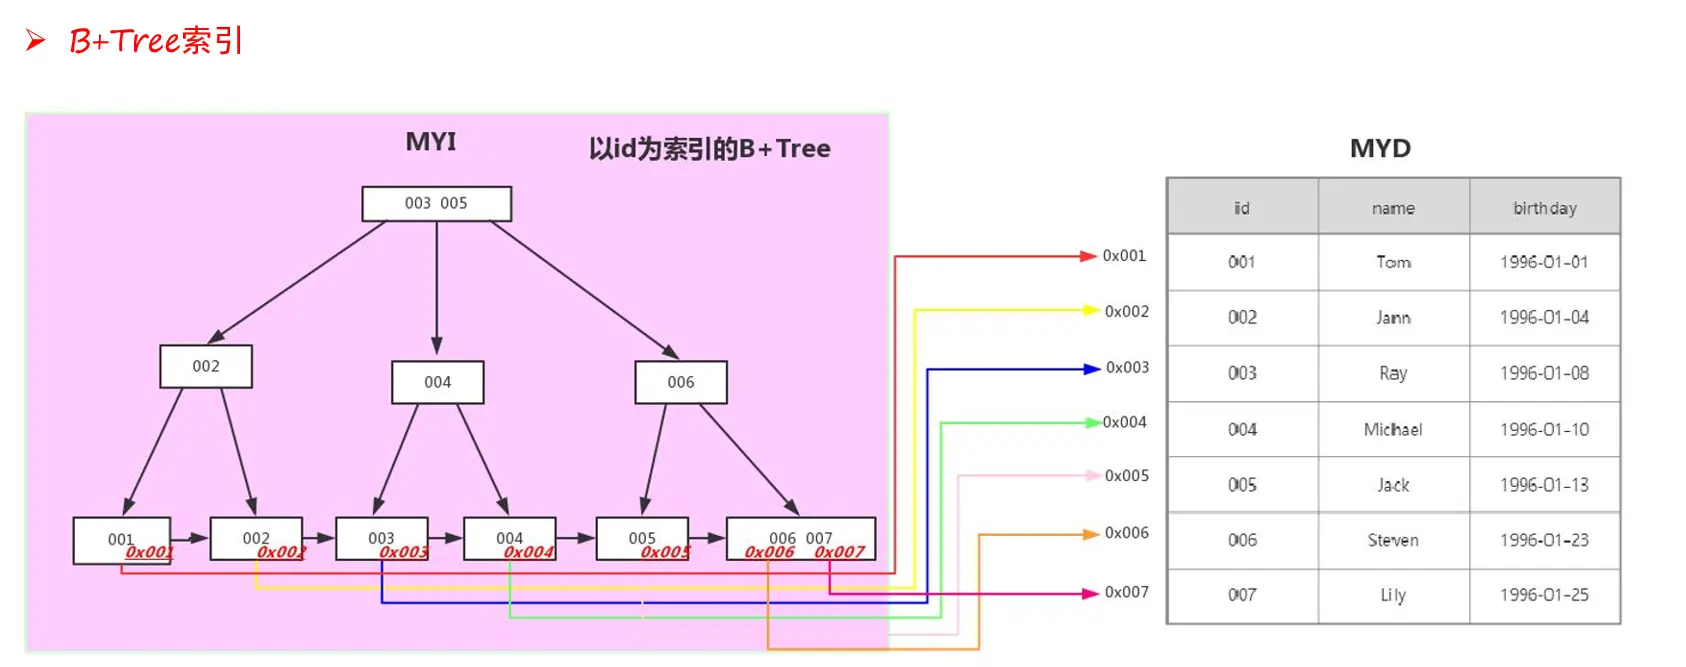 ➢ B+Tree索引
MYI
以id为索引的B+Tree
003 005
002
004
006
001
0x001
002
0x002
003
0x003
004
0x004
005
0x005
006 007
0x006 0x007
0x001
0x002
0x003
0x004
0x005
0x006
0x007
MYD
id name birthday
001 Tom 1996-01-01
002 Jann 1996-01-04
003 Ray 1996-01-08
004 Michael 1996-01-10
005 Jack 1996-01-13
006 Steven 1996-01-23
007 Lily 1996-01-25